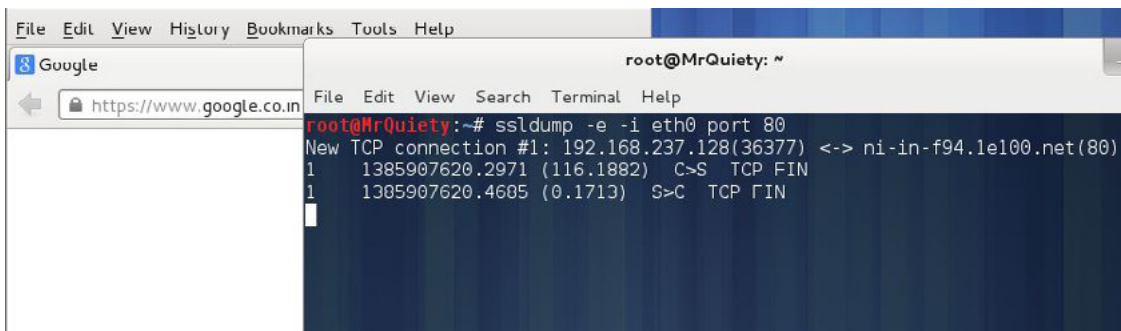 File Edit View History Bookmarks Tools Help
Google
https://www.google.co.in
root@MrQuiety: ~
File Edit View Search Terminal Help
root@MrQuiety:~# ssldump -e -i eth0 port 80
New TCP connection #1: 192.168.237.128(36377) <-> ni-in-f94.1e100.net(80)
1 1385907620.2971 (116.1882) C>S TCP FIN
1 1385907620.4685 (0.1713) S>C TCP FIN